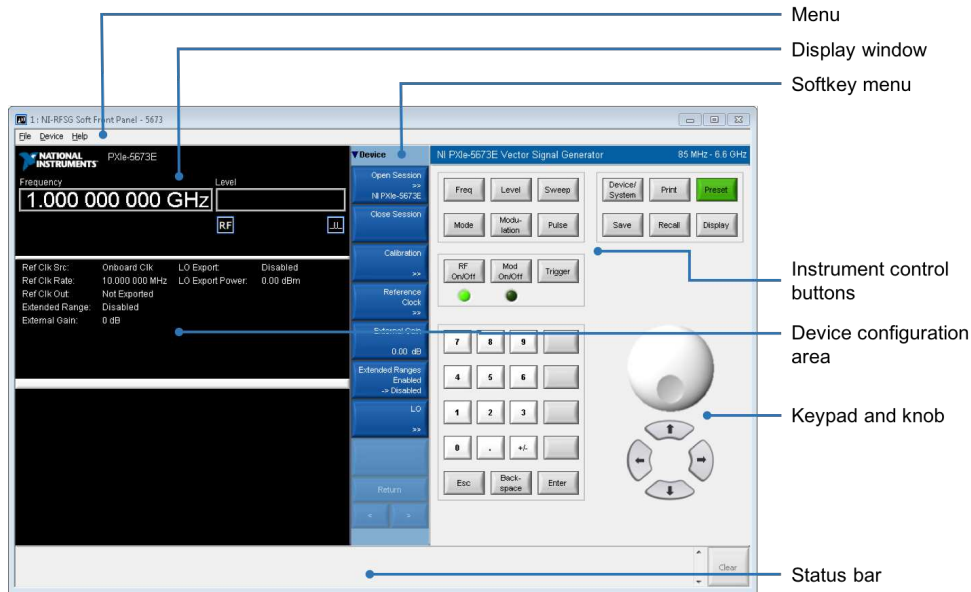 Menu
Display window
Softkey menu
1: NI-RFSG Soft Front Panel - 5673
File Device Help
NATIONAL INSTRUMENTS™ PXIe-5673E
Frequency Level
1.000 000 000 GHz
RF
Ref Clk Src: Onboard Clk LO Export: Disabled
Ref Clk Rate: 10.000 000 MHz LO Export Power: 0.00 dBm
Ref Clk Out: Not Exported
Extended Range: Disabled
External Gain: 0 dB
Device
Open Session
>>
NI PXIe-5673E
Close Session
Calibration
>>
Reference
Clock
>>
External Gain
0.00 dB
Extended Ranges
Enabled
-> Disabled
LO
>>
Return
< >
NI PXIe-5673E Vector Signal Generator 85 MHz - 6.6 GHz
Freq Level Sweep
Mode Modu-lation Pulse
Device/System Print Preset
Save Recall Display
RF On/Off Mod On/Off Trigger
7 8 9
4 5 6
1 2 3
0 . +/-
Esc Back-space Enter
Instrument control
buttons
Device configuration
area
Keypad and knob
Clear
Status bar